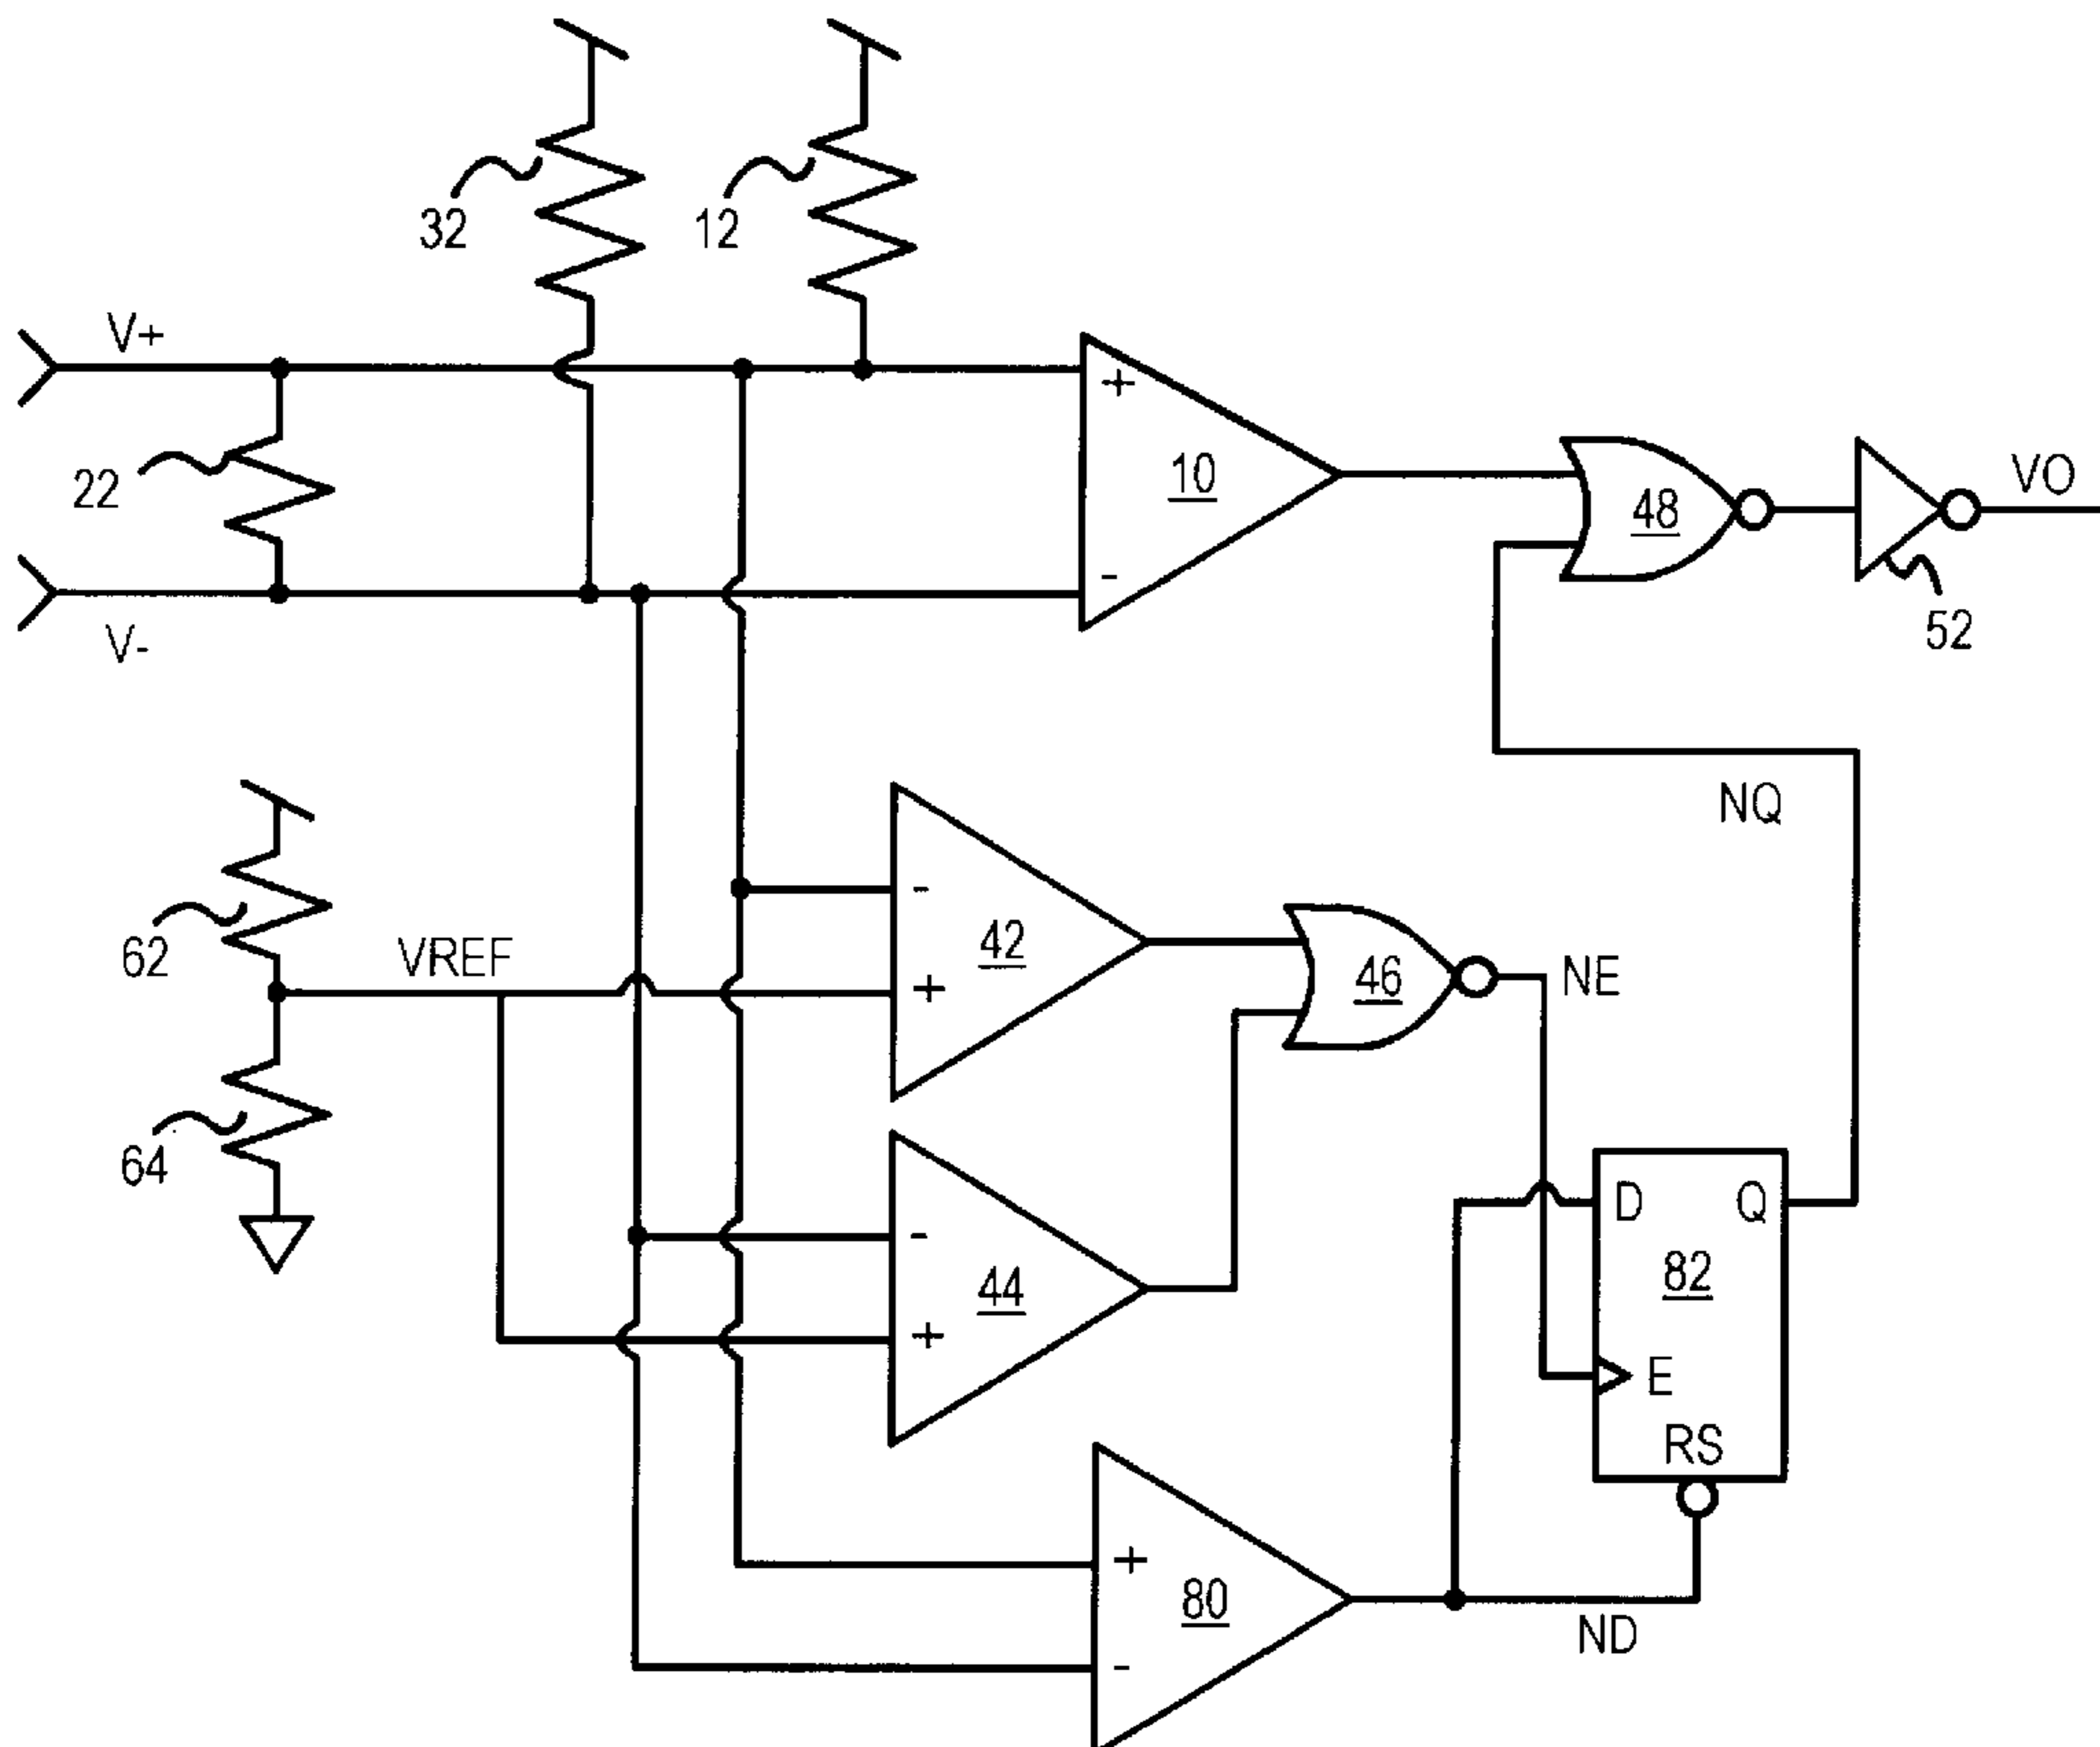 32
12
V+
+
10
22
48
VO
-
V-
52
NQ
-
42
62
VREF
+
46
NE
64
D
Q
-
44
82
+
E
RS
+
80
ND
-